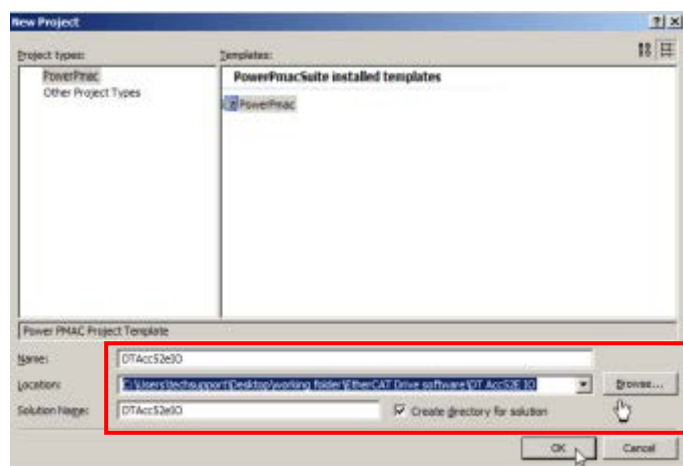 New Project
Project types:
Templates:
PowerPmac
Other Project Types
PowerPmacSuite installed templates
PowerPmac
Power PMAC Project Template
Name:
DTAcc52eIO
Location:
C:\Users\techsupport\Desktop\working folder\EtherCAT Drive software\DT Acc52E IO
Browse...
Solution Name:
DTAcc52eIO
Create directory for solution
OK
Cancel